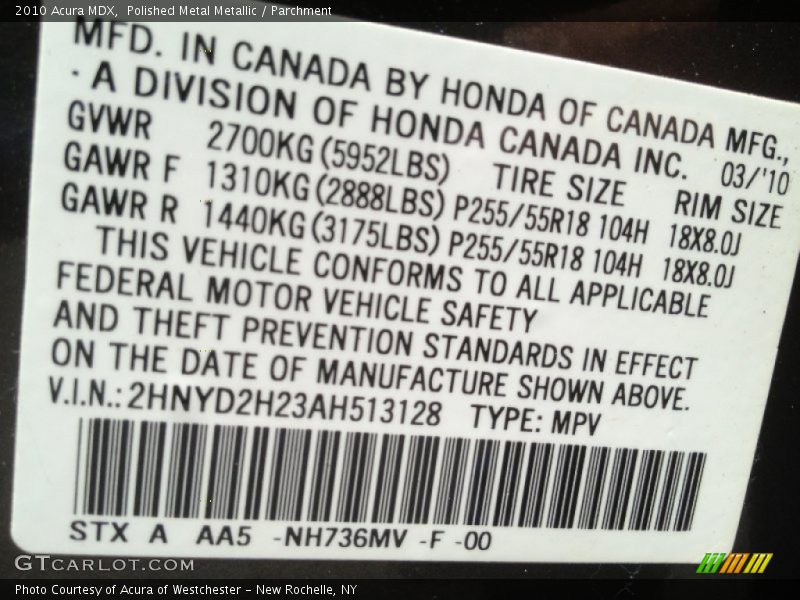 2010 Acura MDX,  Polished Metal Metallic / Parchment
MFD. IN CANADA BY HONDA OF CANADA MFG.,
· A DIVISION OF HONDA CANADA INC. 03/'10
GVWR 2700KG (5952LBS) TIRE SIZE RIM SIZE
GAWR F 1310KG (2888LBS) P255/55R18 104H 18X8.0J
GAWR R 1440KG (3175LBS) P255/55R18 104H 18X8.0J
THIS VEHICLE CONFORMS TO ALL APPLICABLE
FEDERAL MOTOR VEHICLE SAFETY
AND THEFT PREVENTION STANDARDS IN EFFECT
ON THE DATE OF MANUFACTURE SHOWN ABOVE.
V.I.N.: 2HNYD2H23AH513128 TYPE: MPV
STX A AA5 -NH736MV -F -00
GTCARLOT.COM
Photo Courtesy of Acura of Westchester – New Rochelle, NY